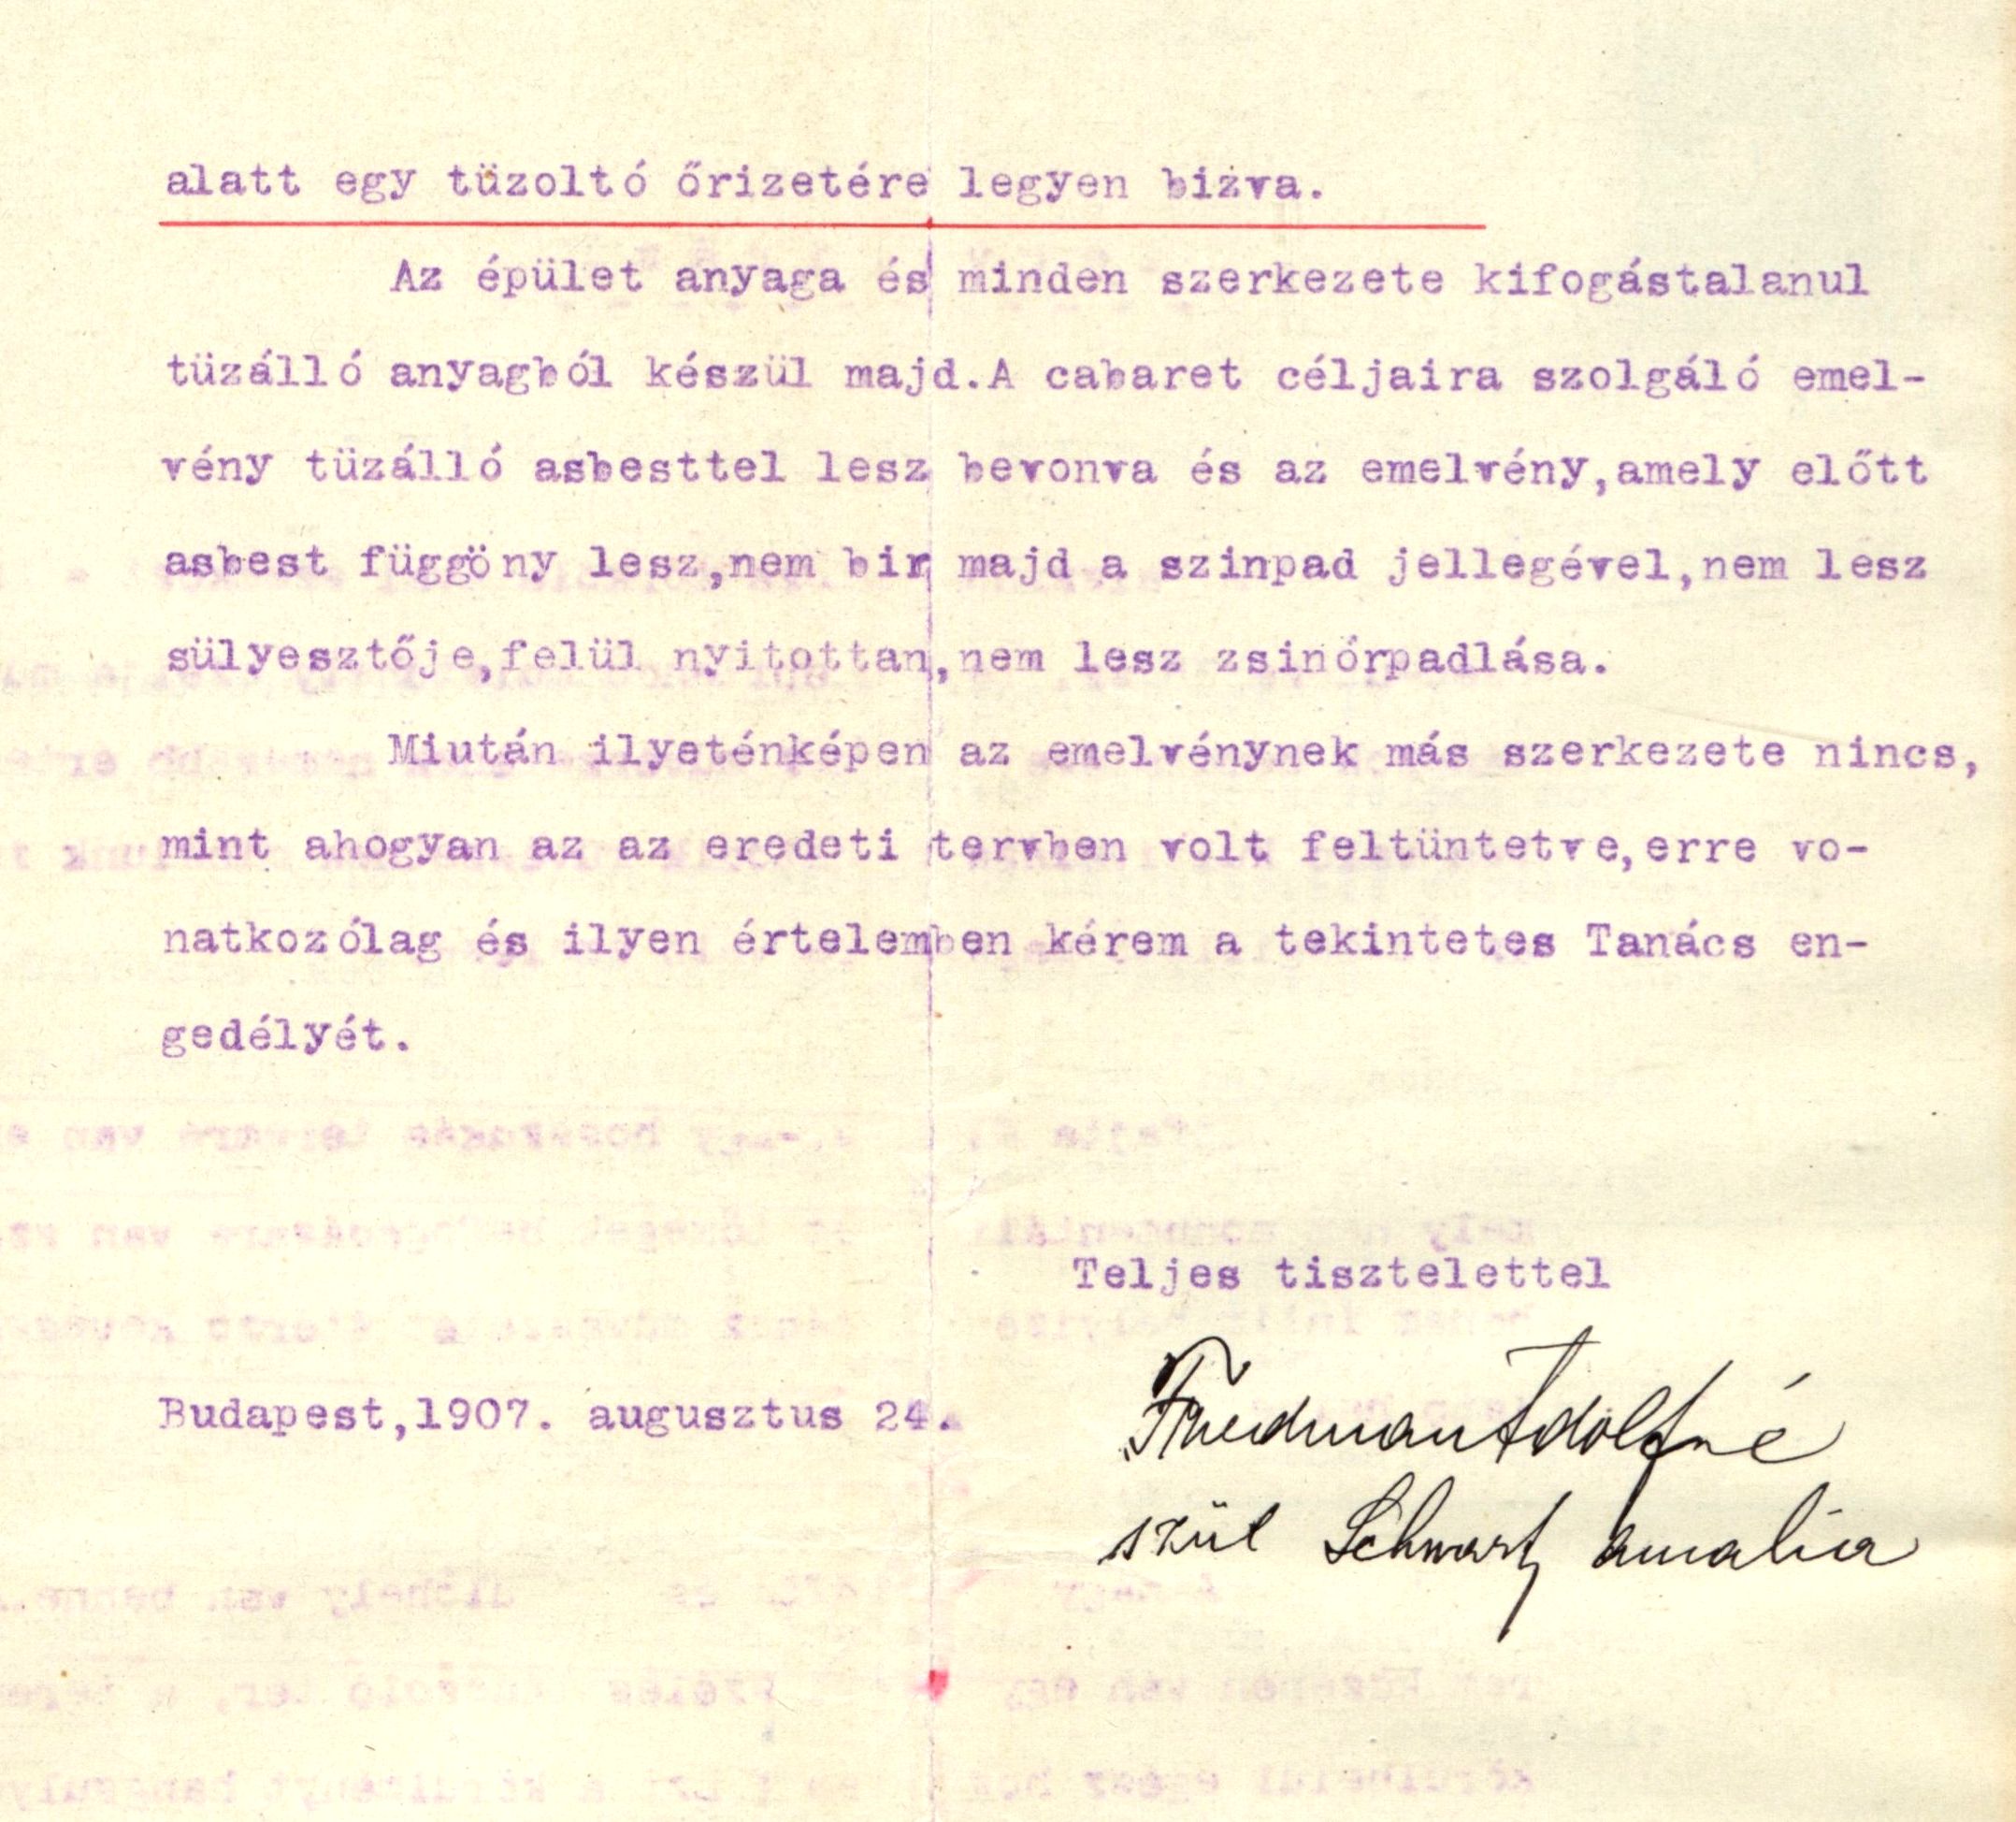 alatt egy tüzoltó őrizetére legyen bizva.
Az épület anyaga és minden szerkezete kifogástalanul
tüzálló anyagból készül majd.A cabaret céljaira szolgáló emel-
vény tüzálló asbesttel lesz bevonva és az emelvény,amely előtt
asbest függöny lesz,nem bir majd a szinpad jellegével,nem lesz
sülyesztője,felül nyitottan,nem lesz zsinórpadlása.
Miután ilyeténképen az emelvénynek más szerkezete nincs,
mint ahogyan az az eredeti tervben volt feltüntetve,erre vo-
natkozólag és ilyen értelemben kérem a tekintetes Tanács en-
gedélyét.
Teljes tisztelettel
Budapest,1907. augusztus 24.
Friedman Adolfné
szül Schwartz Amalia